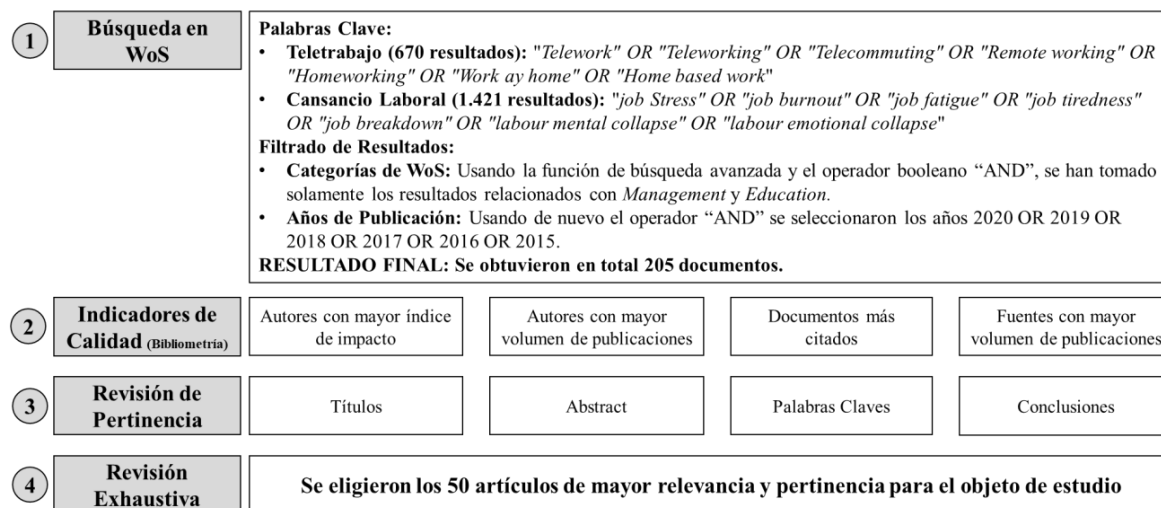 1
Búsqueda en
WoS
Palabras Clave:
• Teletrabajo (670 resultados): "Telework" OR "Teleworking" OR "Telecommuting" OR "Remote working" OR
"Homeworking" OR "Work ay home" OR "Home based work"
• Cansancio Laboral (1.421 resultados): "job Stress" OR "job burnout" OR "job fatigue" OR "job tiredness"
OR "job breakdown" OR "labour mental collapse" OR "labour emotional collapse"
Filtrado de Resultados:
• Categorías de WoS: Usando la función de búsqueda avanzada y el operador booleano “AND”, se han tomado
solamente los resultados relacionados con Management y Education.
• Años de Publicación: Usando de nuevo el operador “AND” se seleccionaron los años 2020 OR 2019 OR
2018 OR 2017 OR 2016 OR 2015.
RESULTADO FINAL: Se obtuvieron en total 205 documentos.
2
Indicadores de
Calidad (Bibliometría)
Autores con mayor índice
de impacto
Autores con mayor
volumen de publicaciones
Documentos más
citados
Fuentes con mayor
volumen de publicaciones
3
Revisión de
Pertinencia
Títulos
Abstract
Palabras Claves
Conclusiones
4
Revisión
Exhaustiva
Se eligieron los 50 artículos de mayor relevancia y pertinencia para el objeto de estudio